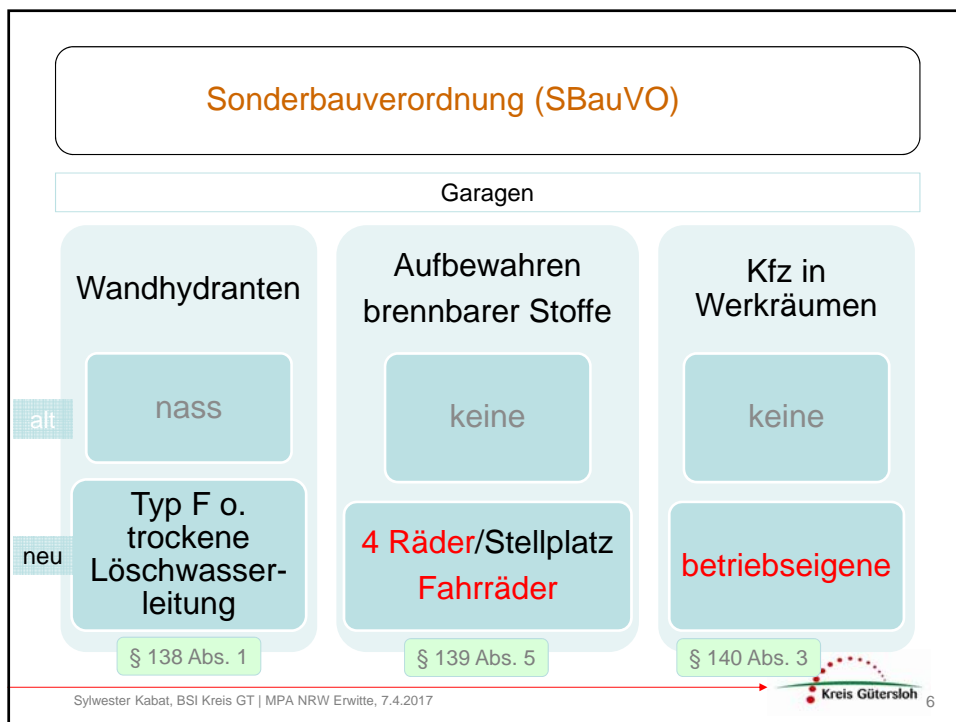 Sonderbauverordnung (SBauVO)
Garagen
Wandhydranten
Aufbewahren
brennbarer Stoffe
Kfz in
Werkräumen
alt
nass
keine
keine
neu
Typ F o.
trockene
Löschwasser-
leitung
4 Räder/Stellplatz
Fahrräder
betriebseigene
§ 138 Abs. 1
§ 139 Abs. 5
§ 140 Abs. 3
Sylwester Kabat, BSI Kreis GT | MPA NRW Erwitte, 7.4.2017
Kreis Gütersloh
6